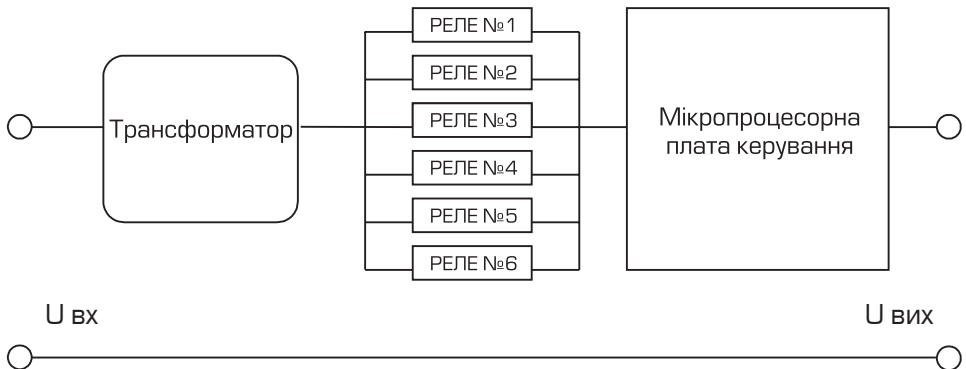 РЕЛЕ №1
РЕЛЕ №2
РЕЛЕ №3
РЕЛЕ №4
РЕЛЕ №5
РЕЛЕ №6
Трансформатор
Мікропроцесорна
плата керування
U вх
U вих